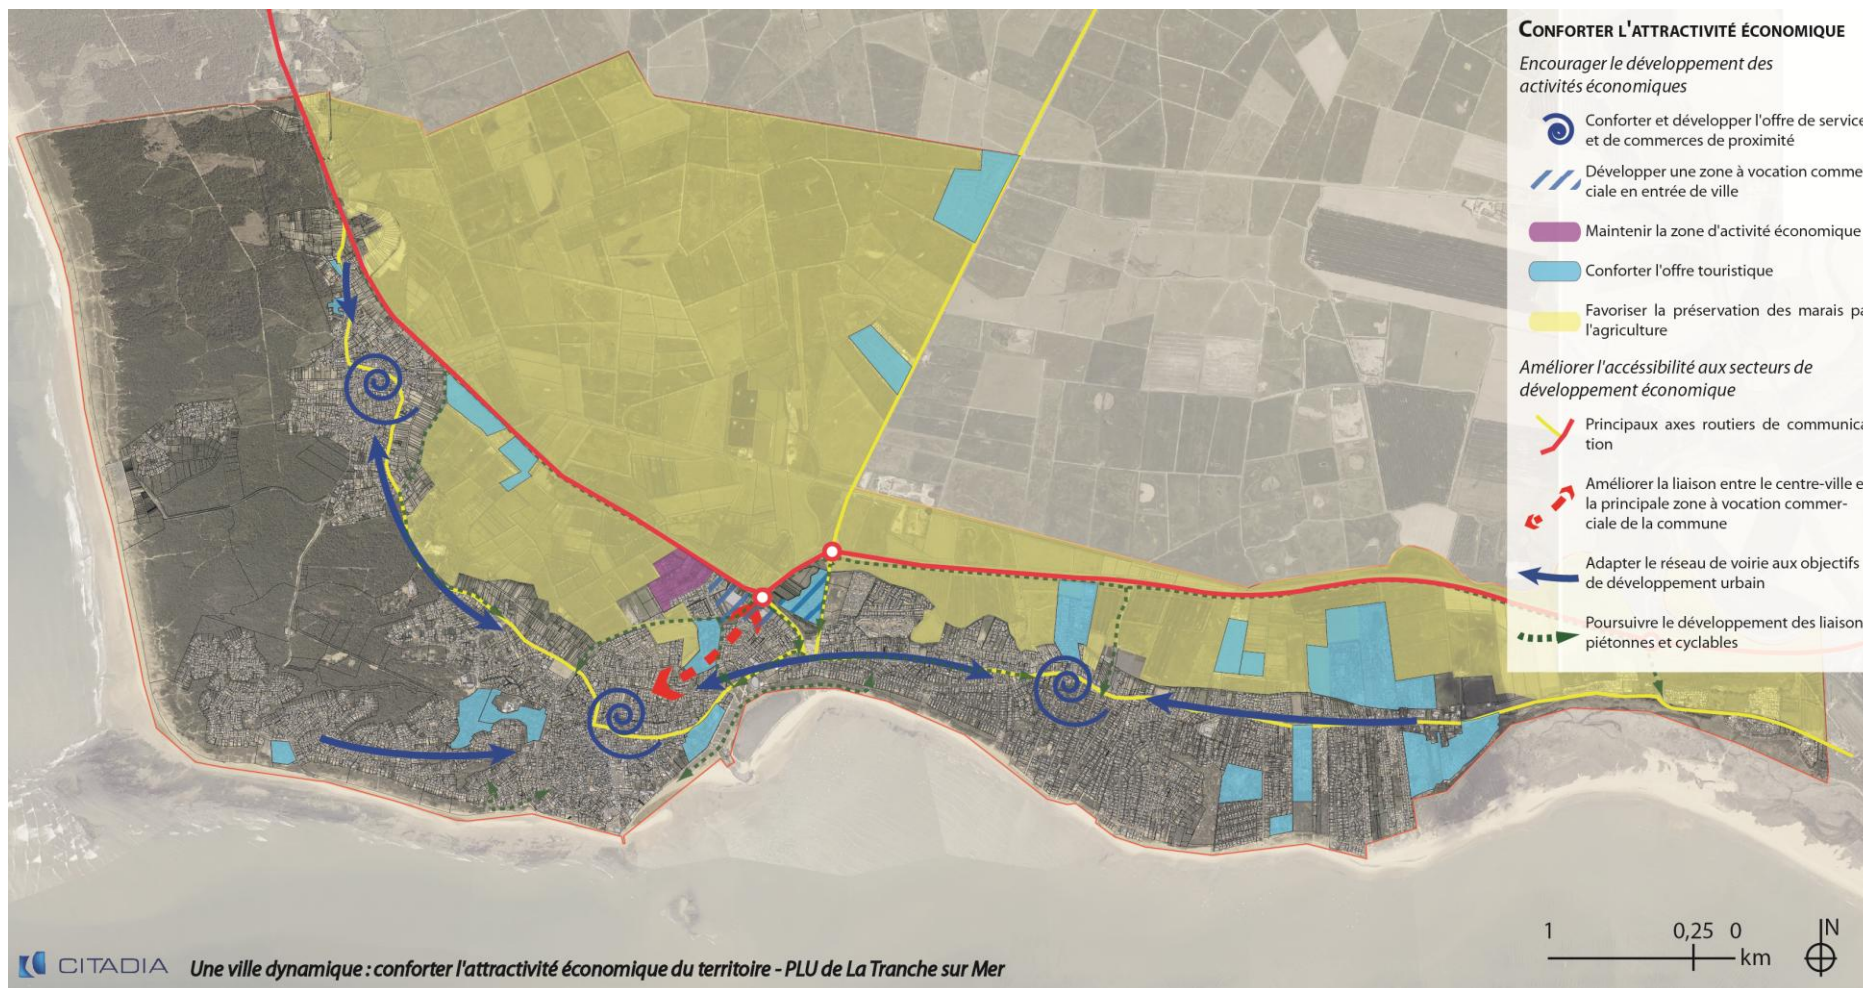 CONFORTER L'ATTRACTIVITÉ ÉCONOMIQUE
Encourager le développement des
activités économiques
Conforter et développer l'offre de service
et de commerces de proximité
Développer une zone à vocation comme
ciale en entrée de ville
Maintenir la zone d'activité économique
Conforter l'offre touristique
Favoriser la préservation des marais pa
l'agriculture
Améliorer l'accéssibilité aux secteurs de
développement économique
Principaux axes routiers de communica
tion
Améliorer la liaison entre le centre-ville e
la principale zone à vocation commer-
ciale de la commune
Adapter le réseau de voirie aux objectifs
de développement urbain
Poursuivre le développement des liaison
piétonnes et cyclables
1 0,25 0
km
N
CITADIA
Une ville dynamique : conforter l'attractivité économique du territoire - PLU de La Tranche sur Mer